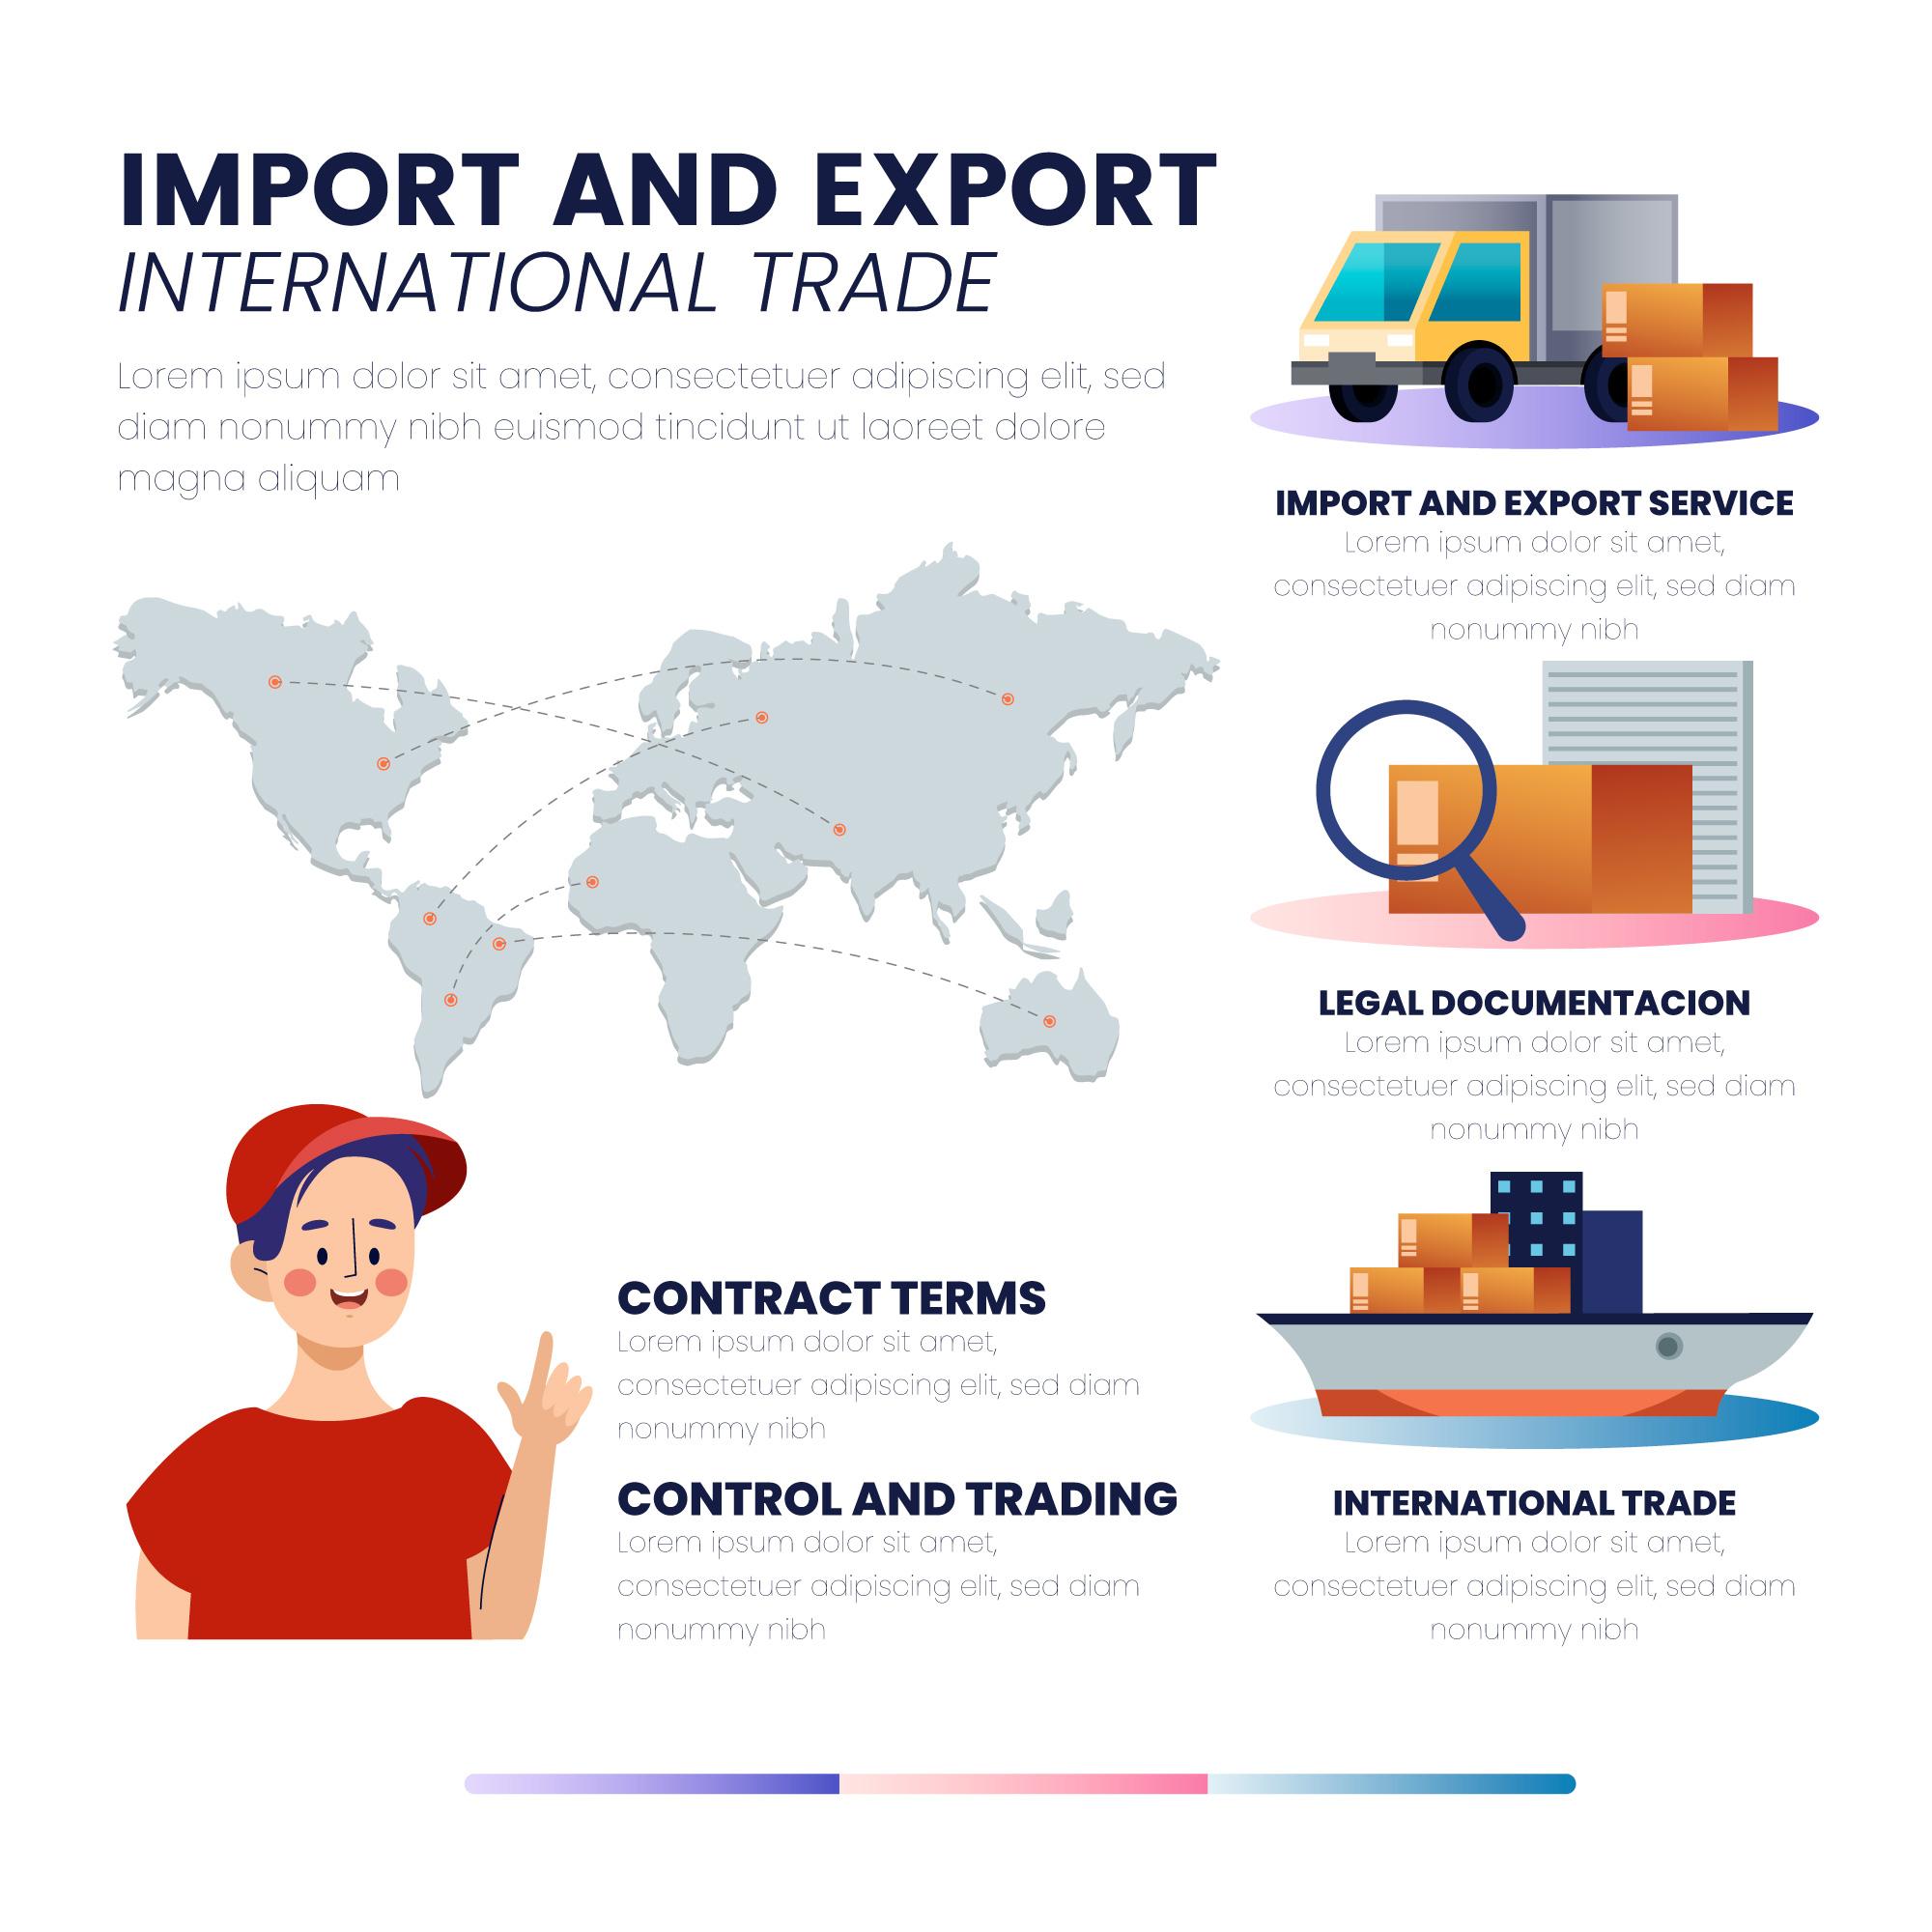 IMPORT AND EXPORT
INTERNATIONAL TRADE
Lorem ipsum dolor sit amet, consectetuer adipiscing elit, sed
diam nonummy nibh euismod tincidunt ut laoreet dolore
magna aliquam
IMPORT AND EXPORT SERVICE
Lorem ipsum dolor sit amet,
consectetuer adipiscing elit, sed diam
nonummy nibh
LEGAL DOCUMENTACION
Lorem ipsum dolor sit amet,
consectetuer adipiscing elit, sed diam
nonummy nibh
CONTRACT TERMS
Lorem ipsum dolor sit amet,
consectetuer adipiscing elit, sed diam
nonummy nibh
CONTROL AND TRADING
Lorem ipsum dolor sit amet,
consectetuer adipiscing elit, sed diam
nonummy nibh
INTERNATIONAL TRADE
Lorem ipsum dolor sit amet,
consectetuer adipiscing elit, sed diam
nonummy nibh